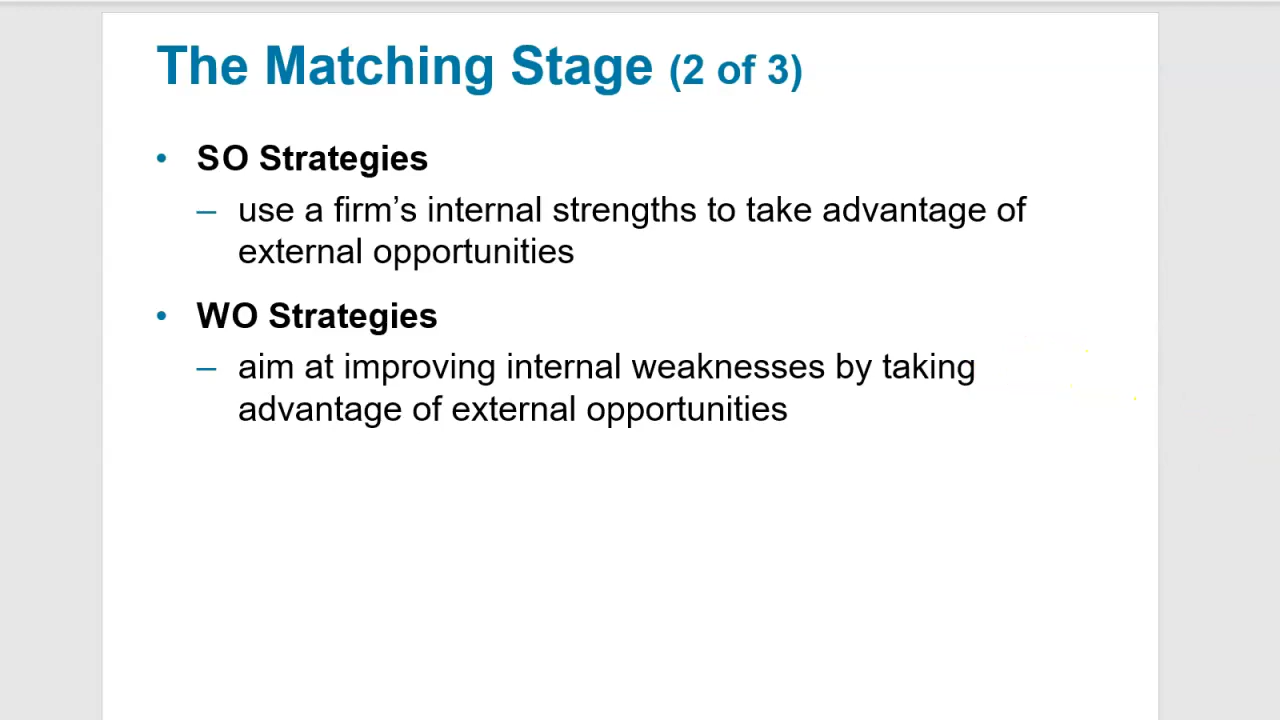 The Matching Stage (2 of 3)
• SO Strategies
– use a firm’s internal strengths to take advantage of
external opportunities
• WO Strategies
– aim at improving internal weaknesses by taking
advantage of external opportunities